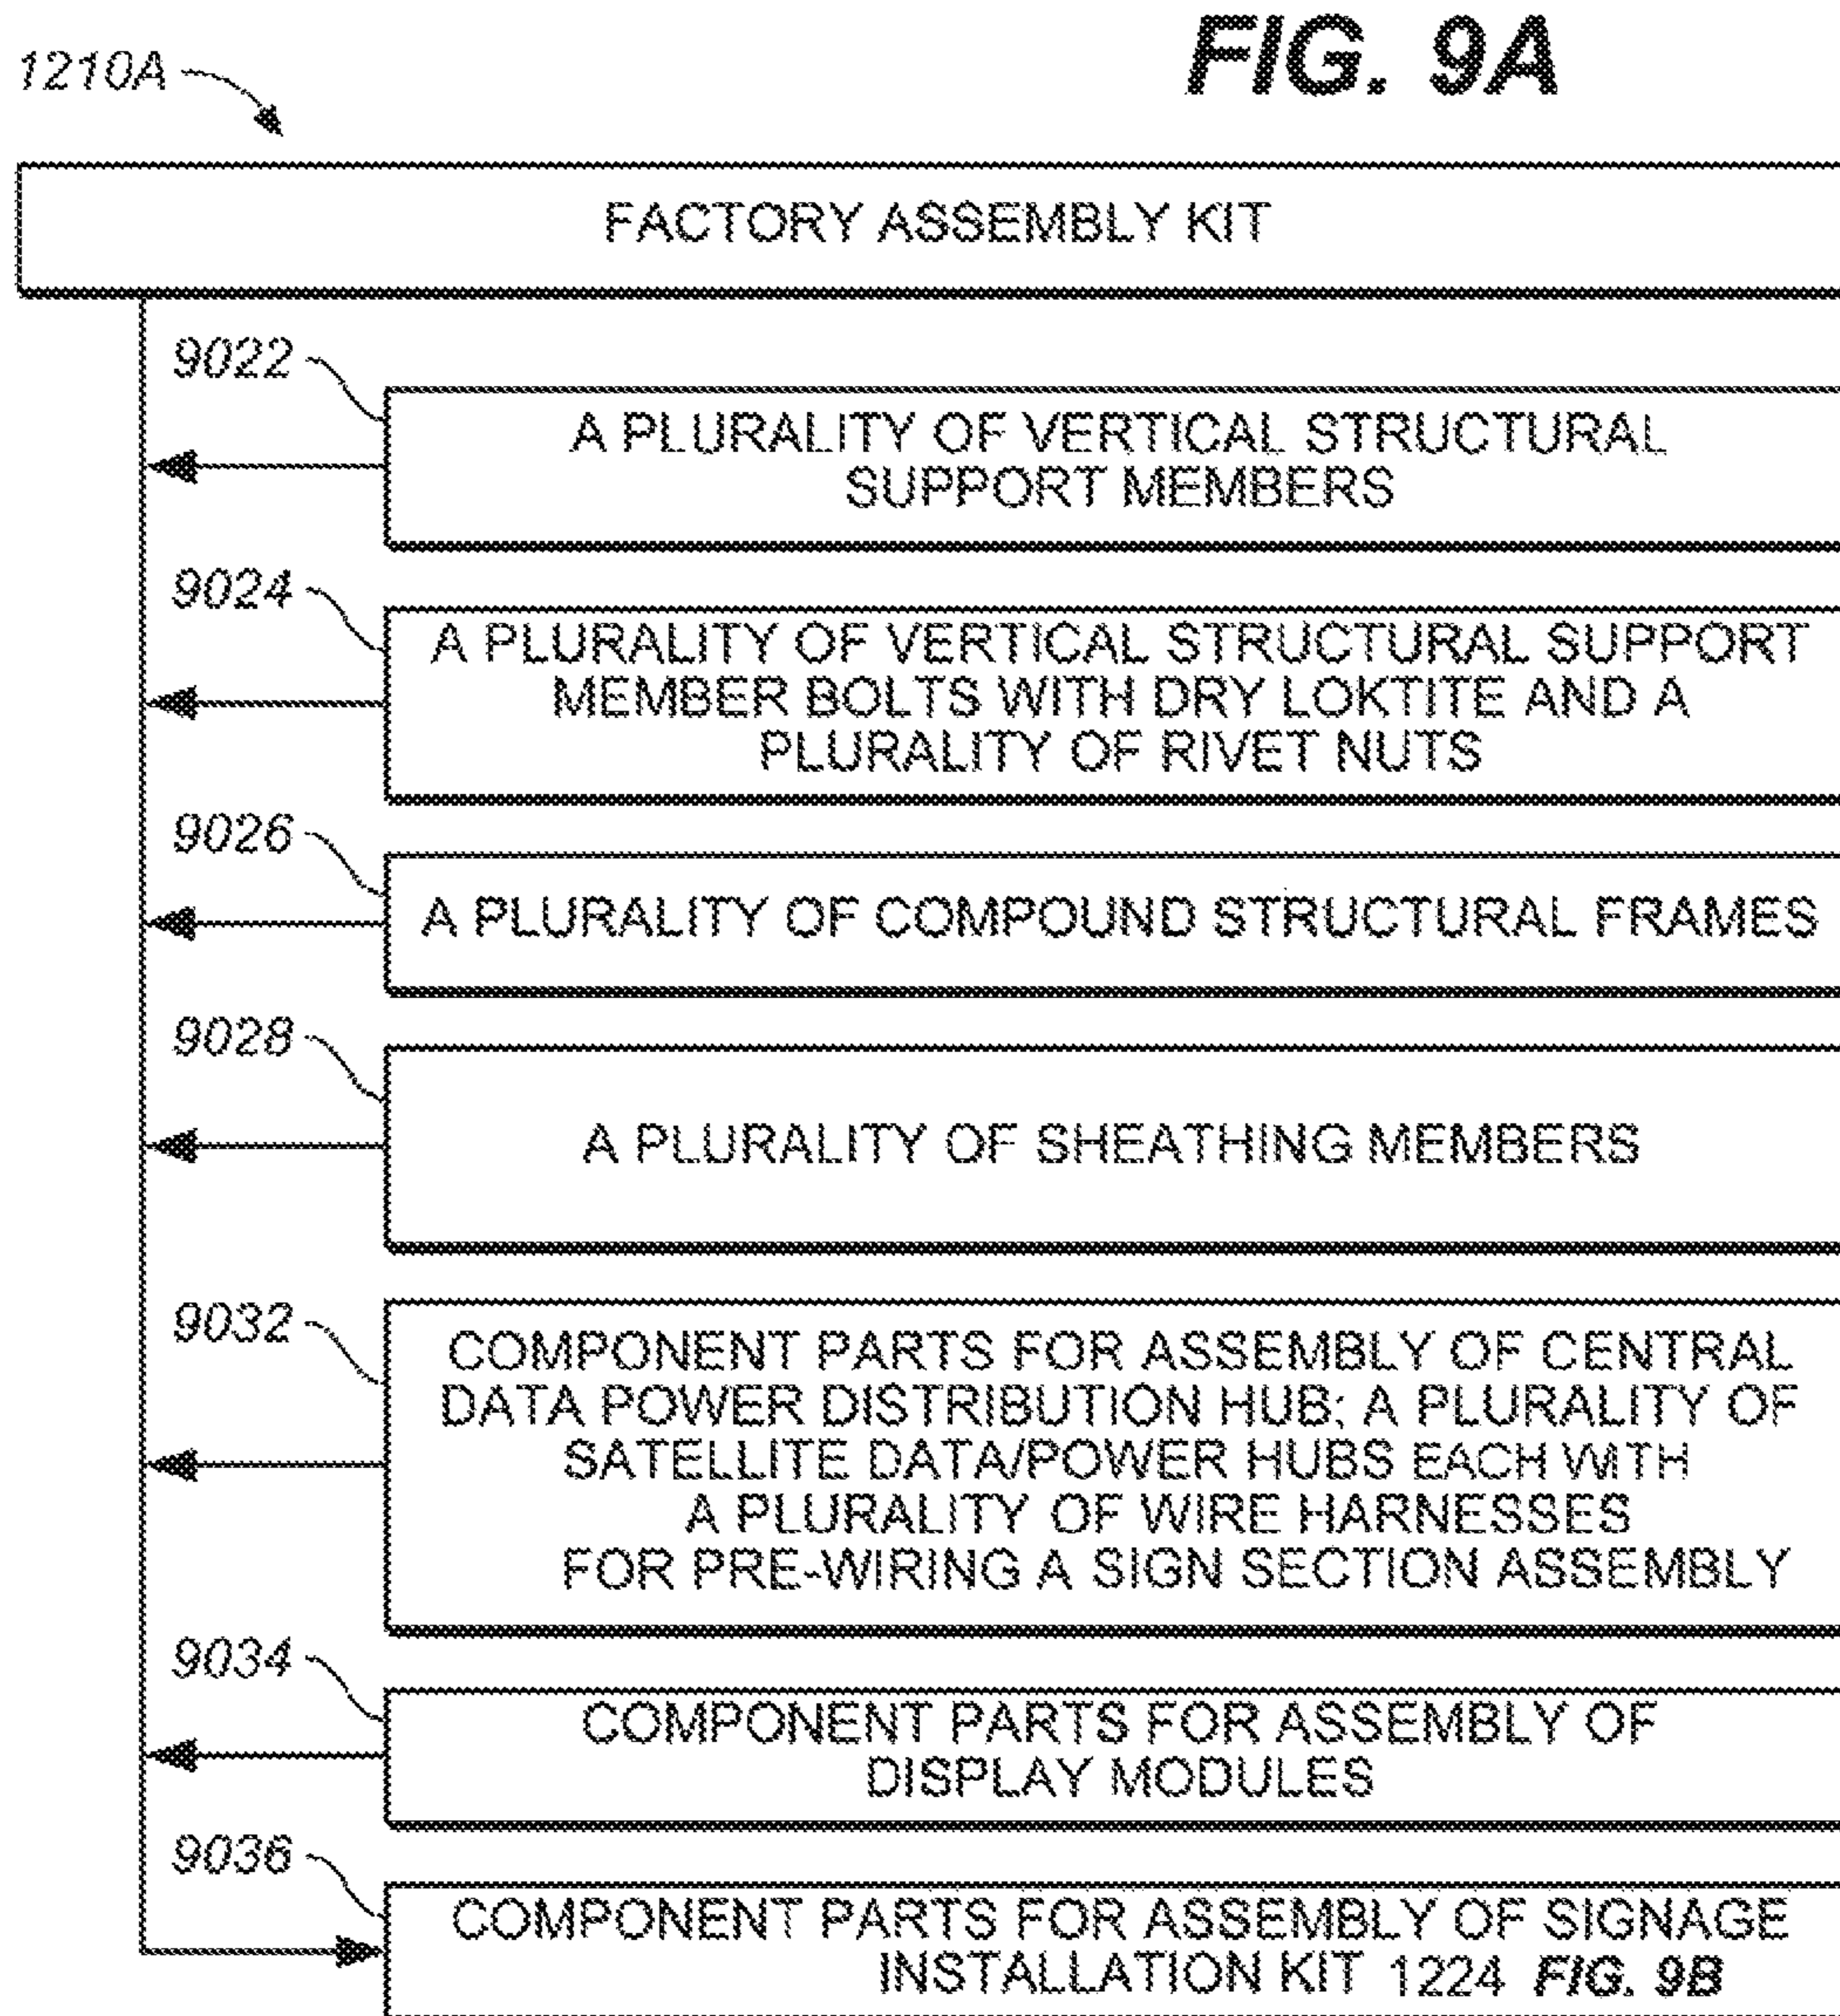 FIG. 9A
1210A
FACTORY ASSEMBLY KIT
9022
A PLURALITY OF VERTICAL STRUCTURAL
SUPPORT MEMBERS
9024
A PLURALITY OF VERTICAL STRUCTURAL SUPPORT
MEMBER BOLTS WITH DRY LOKTITE AND A
PLURALITY OF RIVET NUTS
9026
A PLURALITY OF COMPOUND STRUCTURAL FRAMES
9028
A PLURALITY OF SHEATHING MEMBERS
9032
COMPONENT PARTS FOR ASSEMBLY OF CENTRAL
DATA POWER DISTRIBUTION HUB; A PLURALITY OF
SATELLITE DATA/POWER HUBS EACH WITH
A PLURALITY OF WIRE HARNESSES
FOR PRE-WIRING A SIGN SECTION ASSEMBLY
9034
COMPONENT PARTS FOR ASSEMBLY OF
DISPLAY MODULES
9036
COMPONENT PARTS FOR ASSEMBLY OF SIGNAGE
INSTALLATION KIT 1224 FIG. 9B